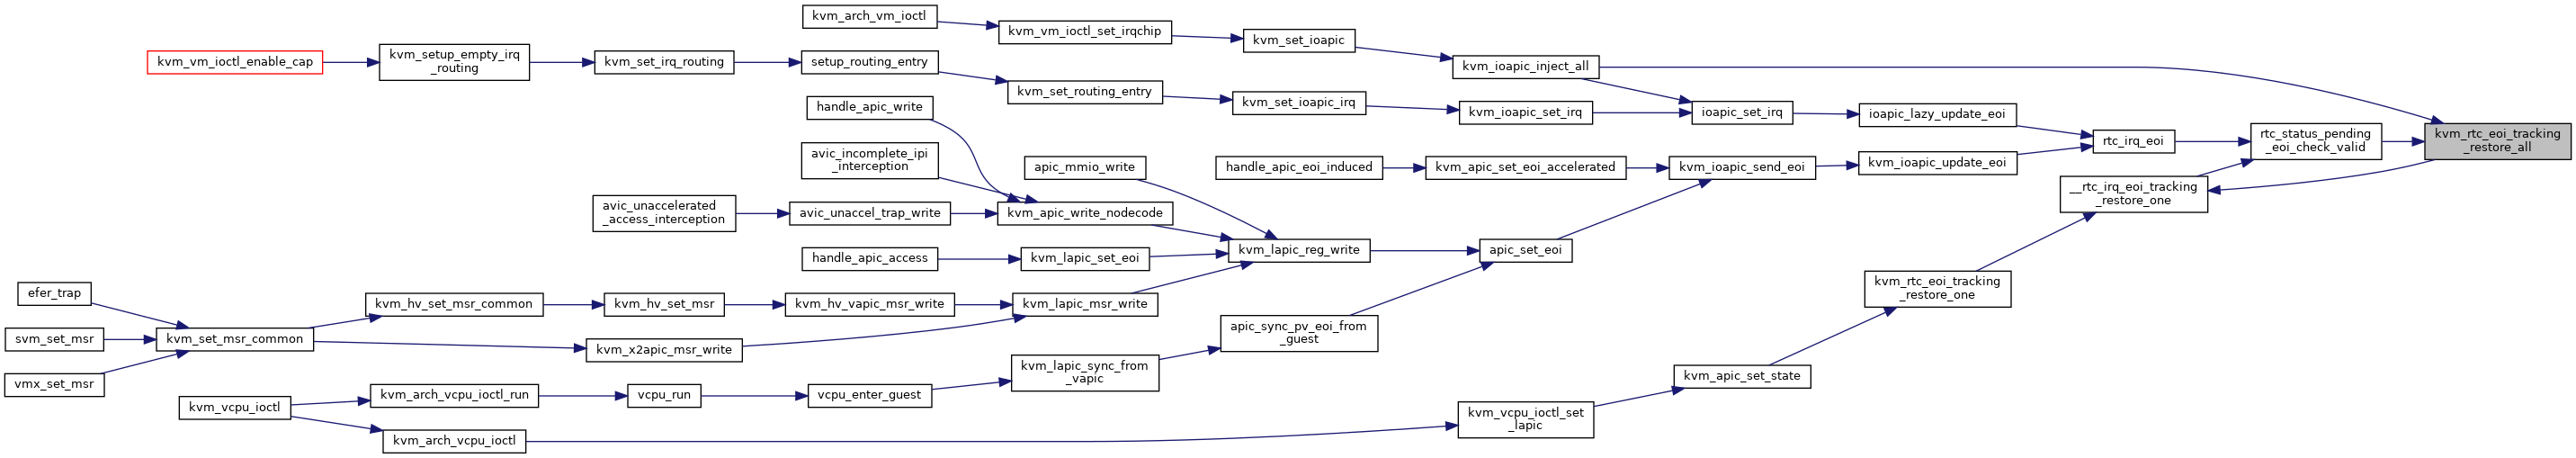 kvm_arch_vm_ioctl
kvm_vm_ioctl_set_irqchip
kvm_set_ioapic
kvm_vm_ioctl_enable_cap
kvm_setup_empty_irq
_routing
kvm_set_irq_routing
setup_routing_entry
kvm_ioapic_inject_all
kvm_set_routing_entry
kvm_set_ioapic_irq
kvm_ioapic_set_irq
ioapic_set_irq
ioapic_lazy_update_eoi
handle_apic_write
rtc_irq_eoi
rtc_status_pending
_eoi_check_valid
kvm_rtc_eoi_tracking
_restore_all
avic_incomplete_ipi
_interception
apic_mmio_write
handle_apic_eoi_induced
kvm_apic_set_eoi_accelerated
kvm_ioapic_send_eoi
kvm_ioapic_update_eoi
__rtc_irq_eoi_tracking
_restore_one
avic_unaccelerated
_access_interception
avic_unaccel_trap_write
kvm_apic_write_nodecode
kvm_lapic_reg_write
apic_set_eoi
handle_apic_access
kvm_lapic_set_eoi
efer_trap
kvm_hv_set_msr_common
kvm_hv_set_msr
kvm_hv_vapic_msr_write
kvm_lapic_msr_write
kvm_rtc_eoi_tracking
_restore_one
svm_set_msr
kvm_set_msr_common
kvm_x2apic_msr_write
apic_sync_pv_eoi_from
_guest
vmx_set_msr
kvm_lapic_sync_from
_vapic
kvm_apic_set_state
kvm_vcpu_ioctl
kvm_arch_vcpu_ioctl_run
vcpu_run
vcpu_enter_guest
kvm_arch_vcpu_ioctl
kvm_vcpu_ioctl_set
_lapic